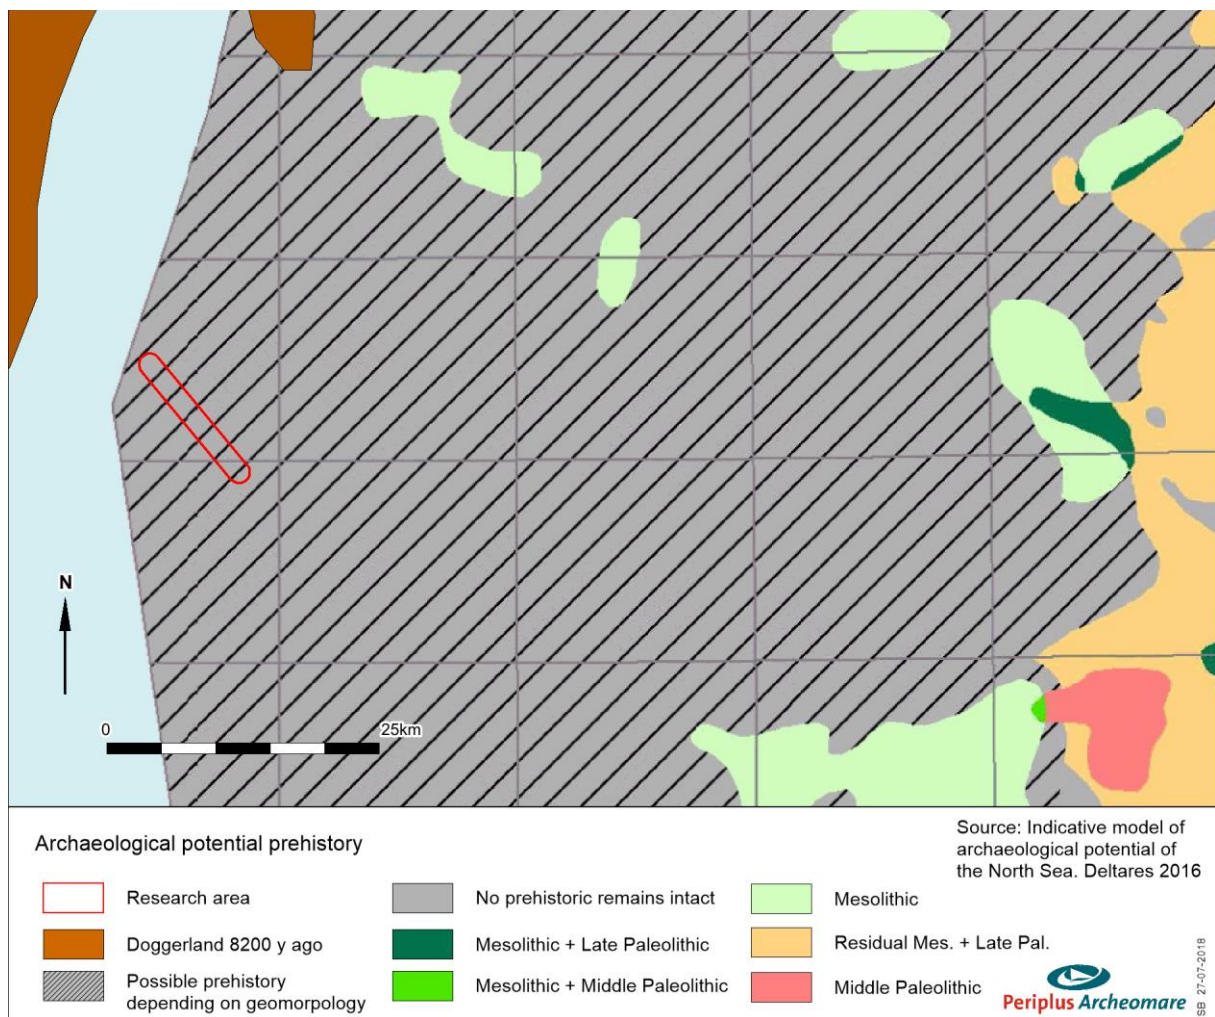 N
0 25km
Archaeological potential prehistory
Source: Indicative model of
archaeological potential of
the North Sea. Deltares 2016
Research area
No prehistoric remains intact
Mesolithic
Doggerland 8200 y ago
Mesolithic + Late Paleolithic
Residual Mes. + Late Pal.
Possible prehistory
depending on geomorpology
Mesolithic + Middle Paleolithic
Middle Paleolithic
Periplus Archeomare
SB 27-07-2018